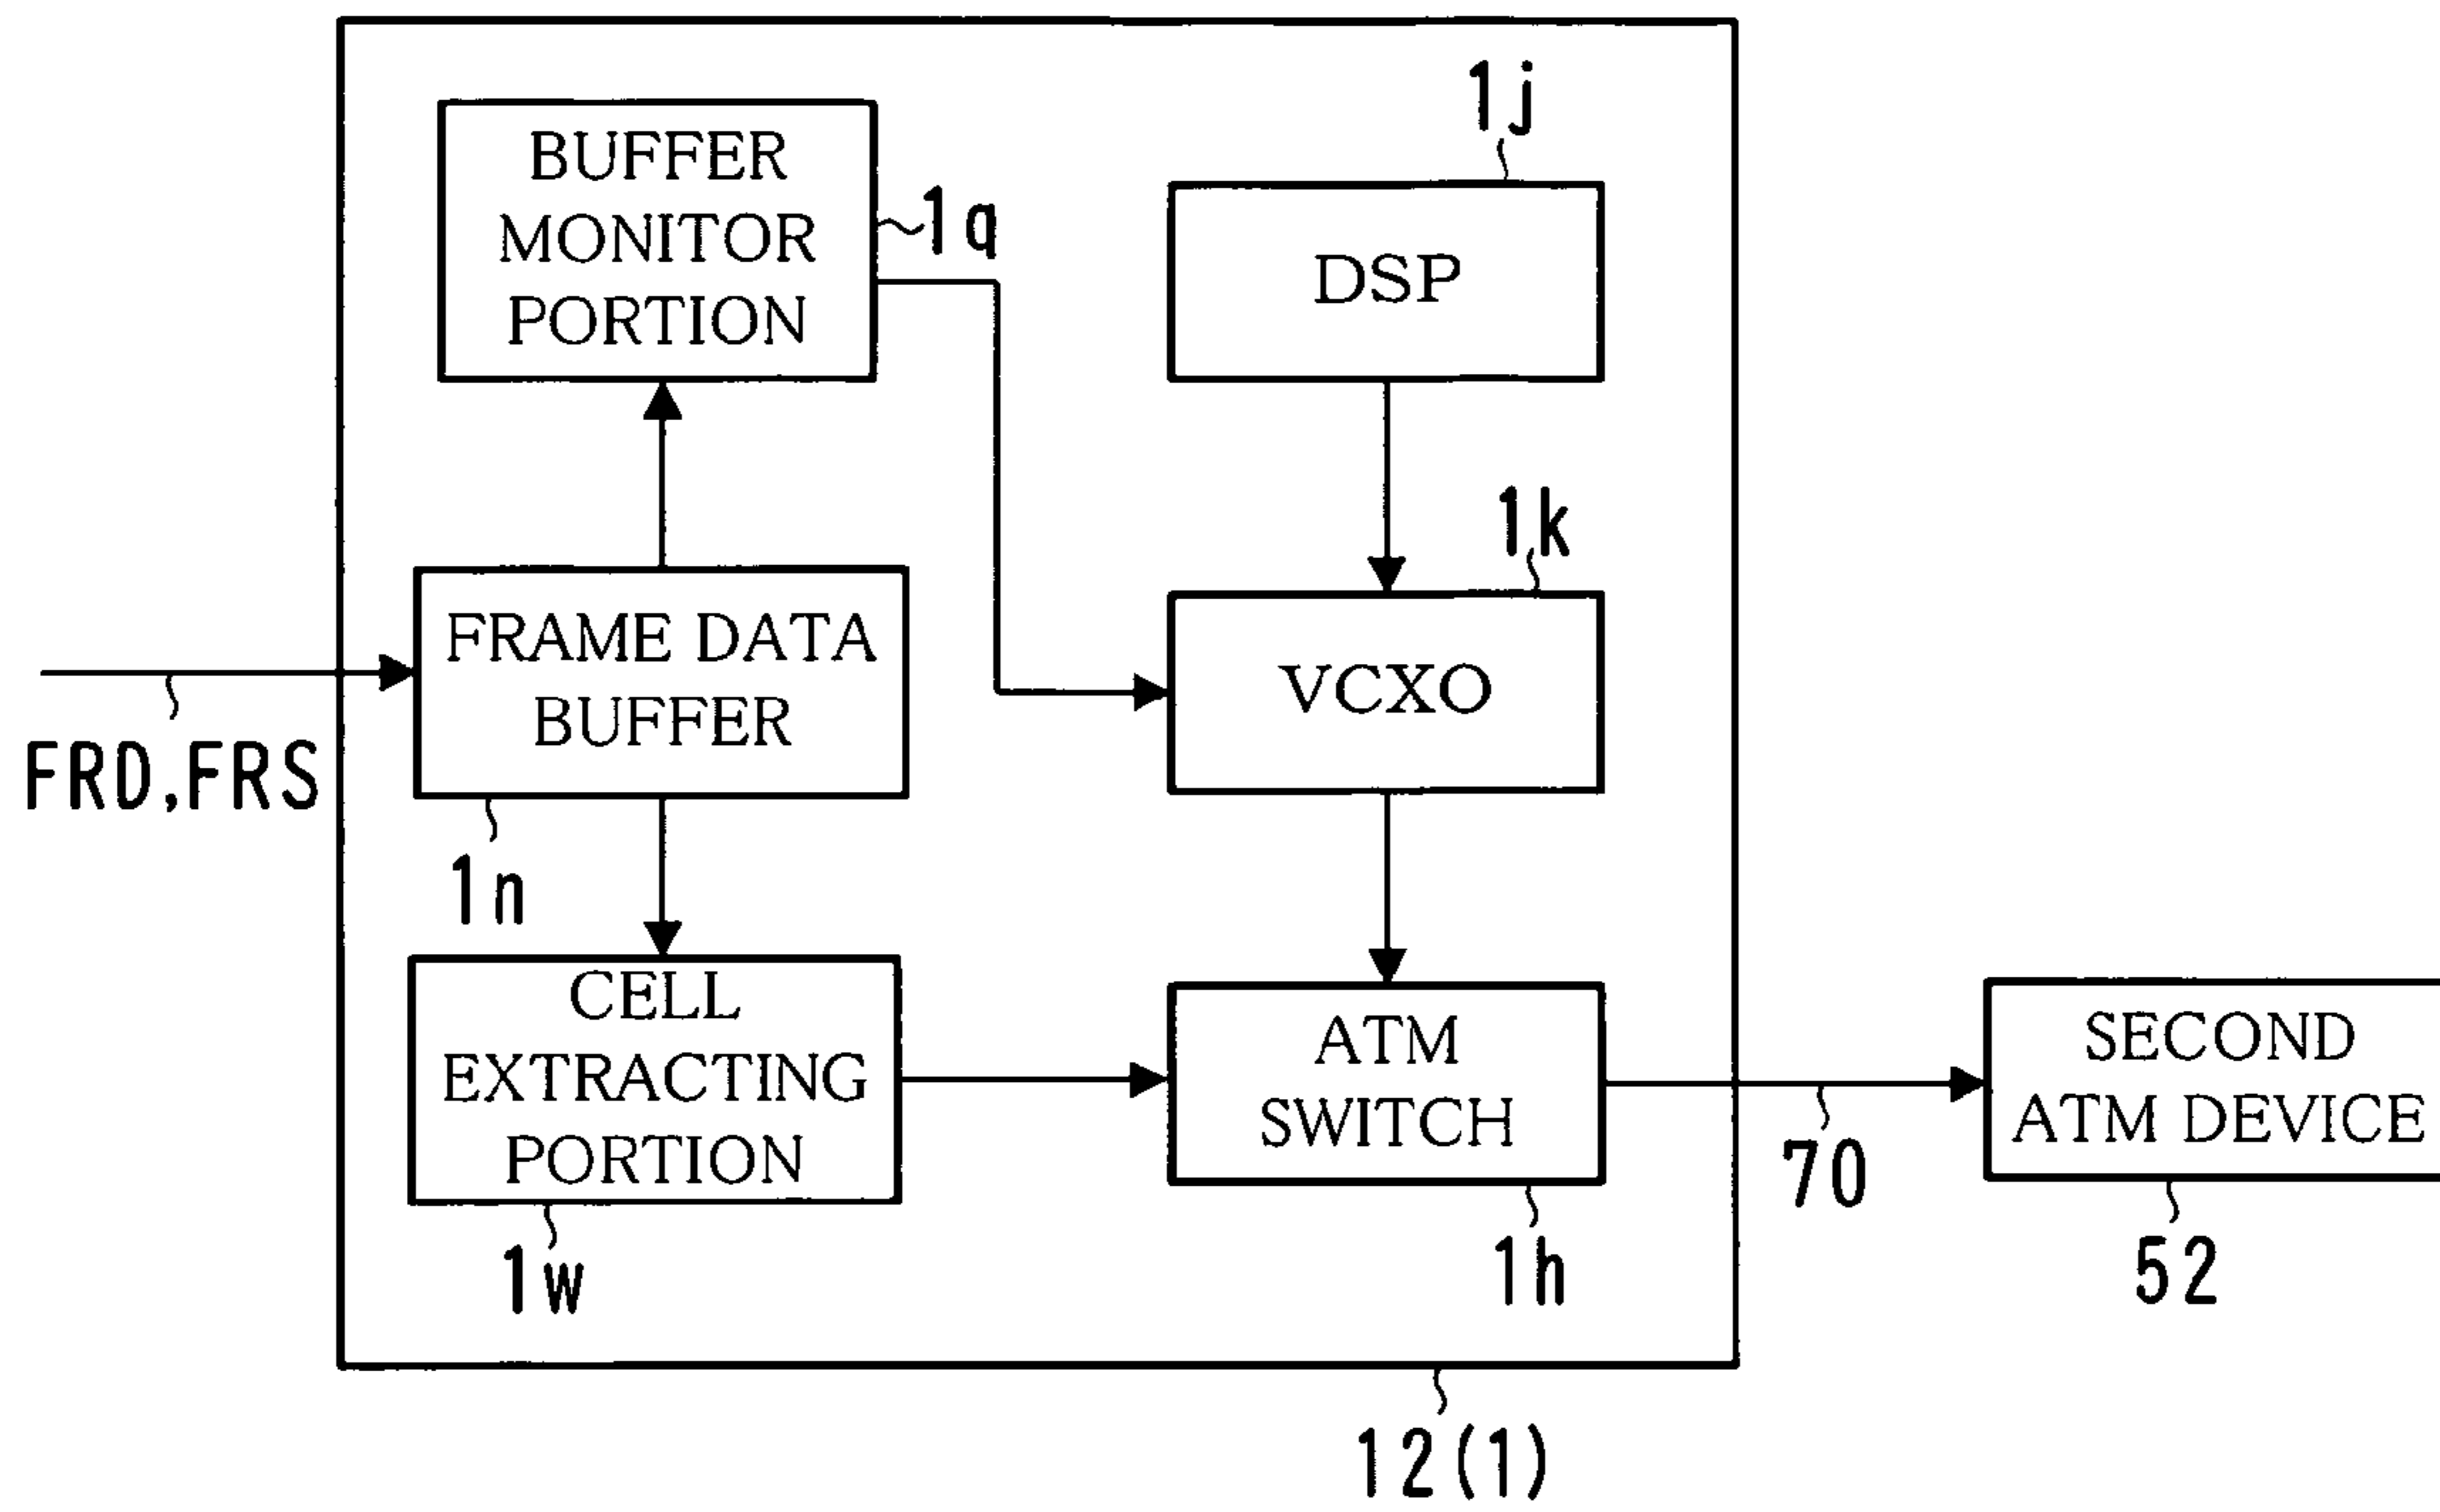 1j
BUFFER
MONITOR
PORTION
1q
DSP
1k
FRAME DATA
BUFFER
VCXO
FRD,FRS
1n
CELL
EXTRACTING
PORTION
ATM
SWITCH
SECOND
ATM DEVICE
70
1w
1h
52
12(1)